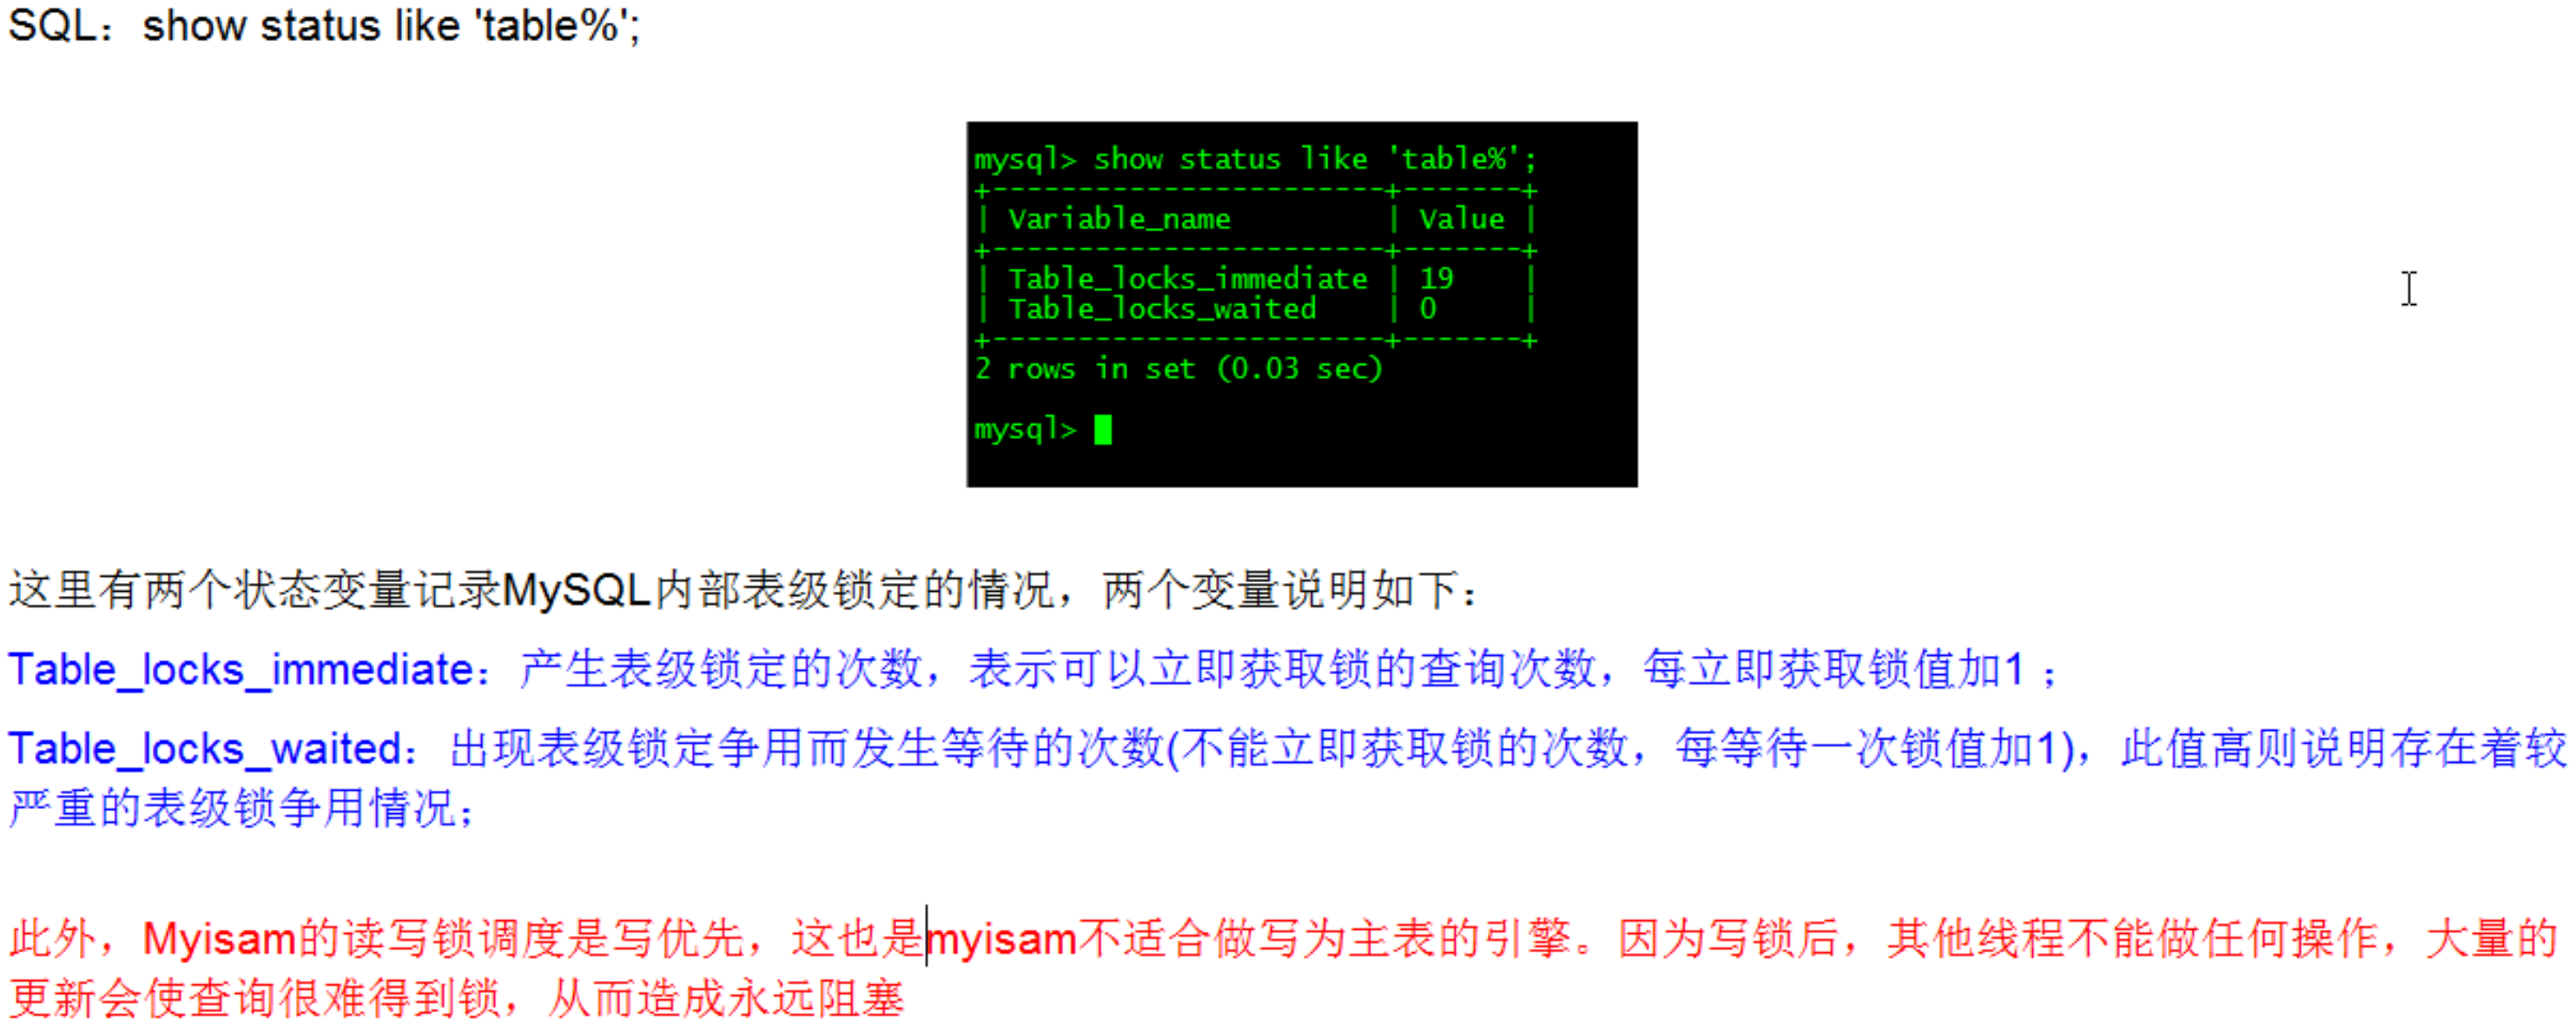 SQL：show status like 'table%';
mysql> show status like 'table%';
+-----------------------+-------+
| Variable_name         | Value |
+-----------------------+-------+
| Table_locks_immediate | 19    |
| Table_locks_waited    | 0     |
+-----------------------+-------+
2 rows in set (0.03 sec)
mysql>
这里有两个状态变量记录MySQL内部表级锁定的情况，两个变量说明如下：
Table_locks_immediate：产生表级锁定的次数，表示可以立即获取锁的查询次数，每立即获取锁值加1 ；
Table_locks_waited：出现表级锁定争用而发生等待的次数(不能立即获取锁的次数，每等待一次锁值加1)，此值高则说明存在着较
严重的表级锁争用情况；
此外，Myisam的读写锁调度是写优先，这也是myisam不适合做写为主表的引擎。因为写锁后，其他线程不能做任何操作，大量的
更新会使查询很难得到锁，从而造成永远阻塞